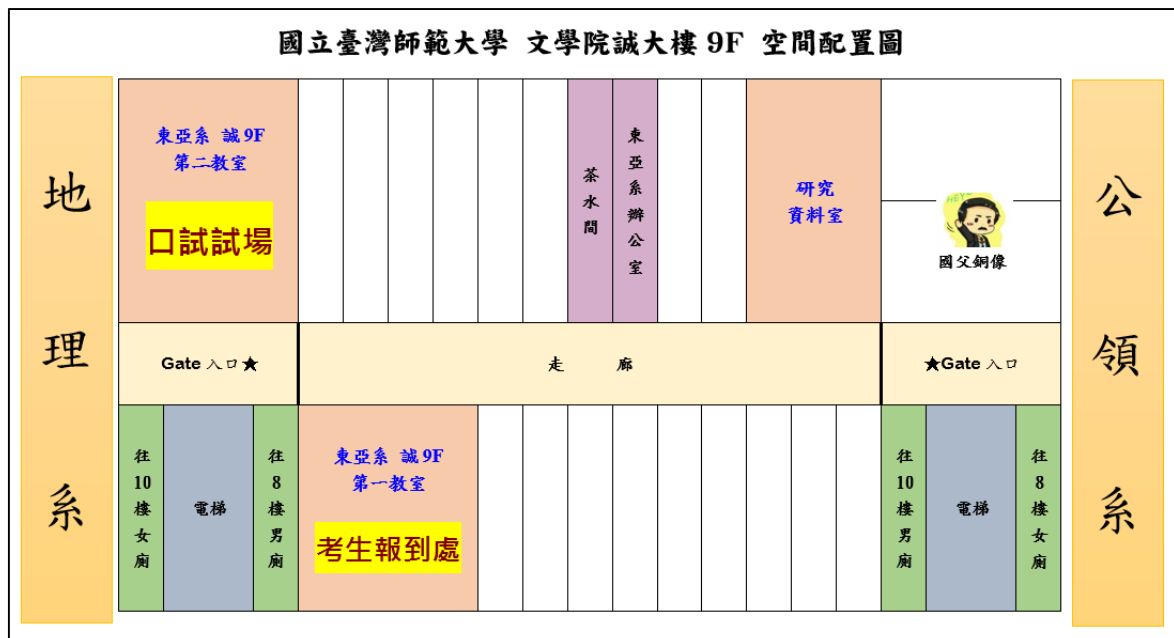 國立臺灣師範大學 文學院誠大樓 9F 空間配置圖
地理系
東亞系 誠9F
第二教室
口試試場
茶水間
東亞系辦公室
研究
資料室
HEY~
國父銅像
公領系
Gate 入口★
走 廊
★Gate 入口
往10樓女廁
電梯
往8樓男廁
東亞系 誠9F
第一教室
考生報到處
往10樓男廁
電梯
往8樓女廁